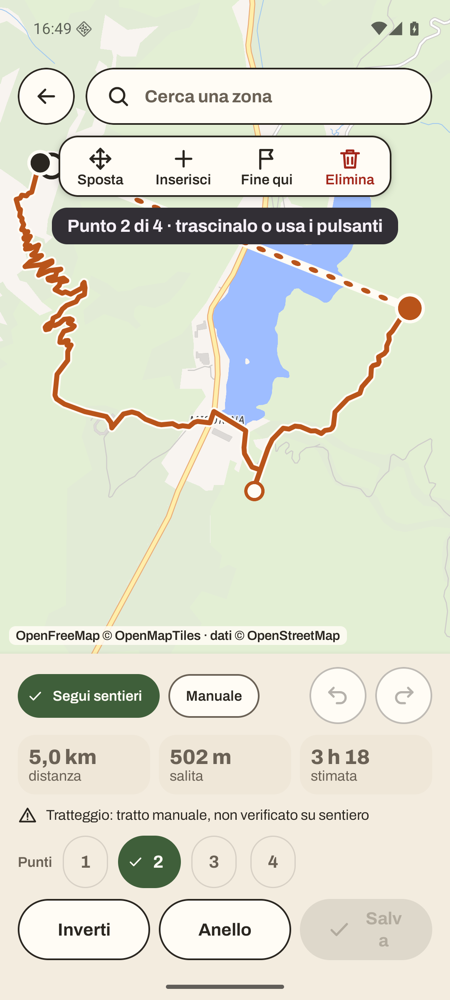 16:49
Cerca una zona
Sposta
Inserisci
Fine qui
Elimina
Punto 2 di 4 · trascinalo o usa i pulsanti
OpenFreeMap © OpenMapTiles · dati © OpenStreetMap
Segui sentieri
Manuale
5,0 km
distanza
502 m
salita
3 h 18
stimata
Tratteggio: tratto manuale, non verificato su sentiero
Punti
1
2
3
4
Inverti
Anello
Salv
a